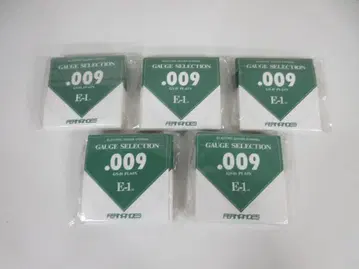 GAUGE SELECTION
.009
E-1.
FERNANDES
GAUGE SELECTION
.009
E-1.
FERNANDES
GAUGE SELECTION
.009
E-1.
FERNANDES
GAUGE SELECTION
.009
E-1.
FERNANDES
GAUGE SELECTION
.009
E-1.
FERNANDES